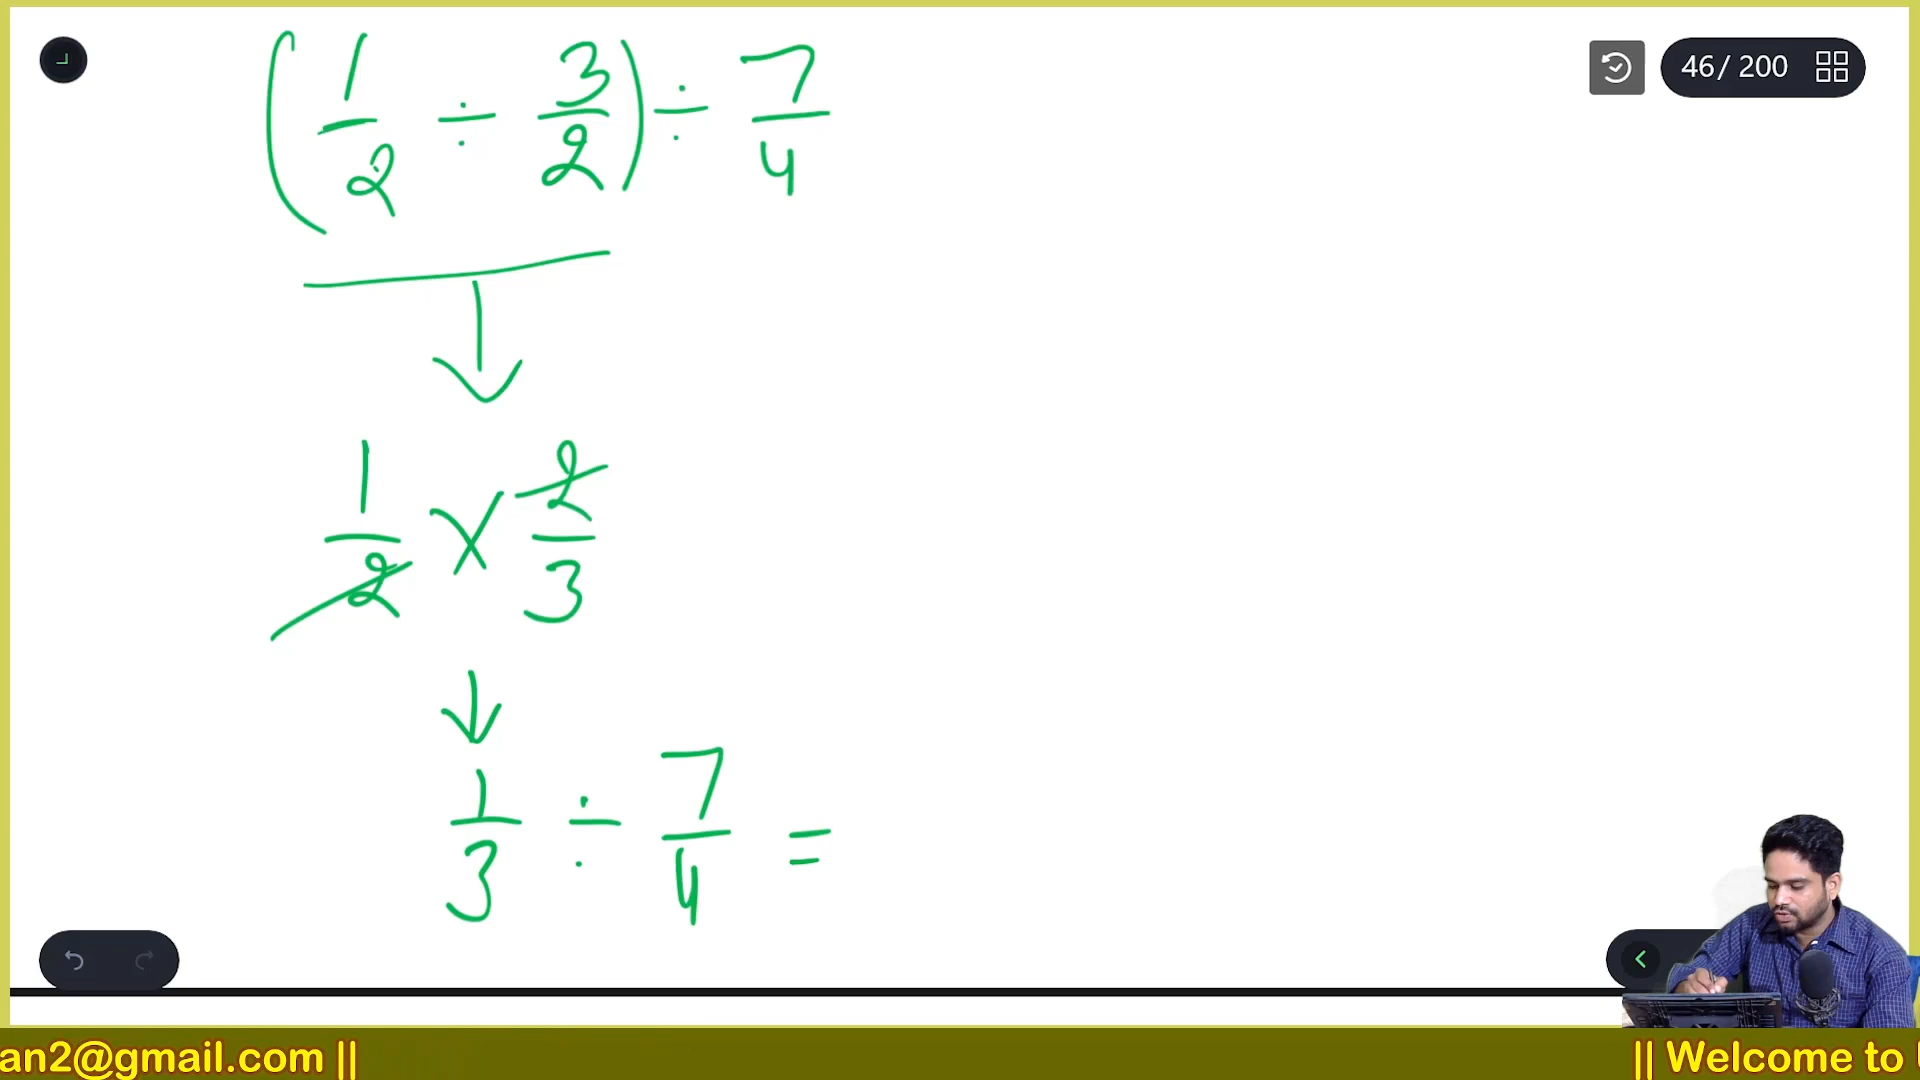 46/ 200
(1/2 ÷ 3/2) ÷ 7/4
1/2 X 2/3
1/3 ÷ 7/4 =
an2@gmail.com || || Welcome to